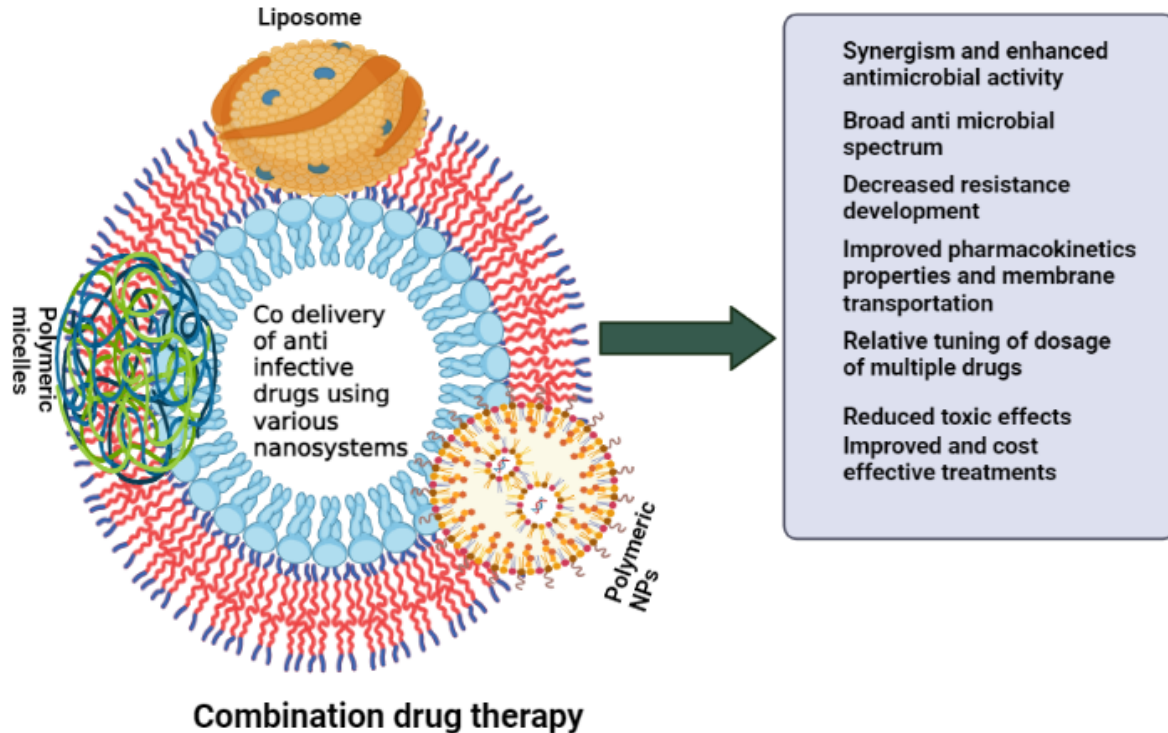 Liposome
Polymeric
micelles
Co delivery
of anti
infective
drugs using
various
nanosystems
Polymeric
NPs
Combination drug therapy
Synergism and enhanced
antimicrobial activity
Broad anti microbial
spectrum
Decreased resistance
development
Improved pharmacokinetics
properties and membrane
transportation
Relative tuning of dosage
of multiple drugs
Reduced toxic effects
Improved and cost
effective treatments